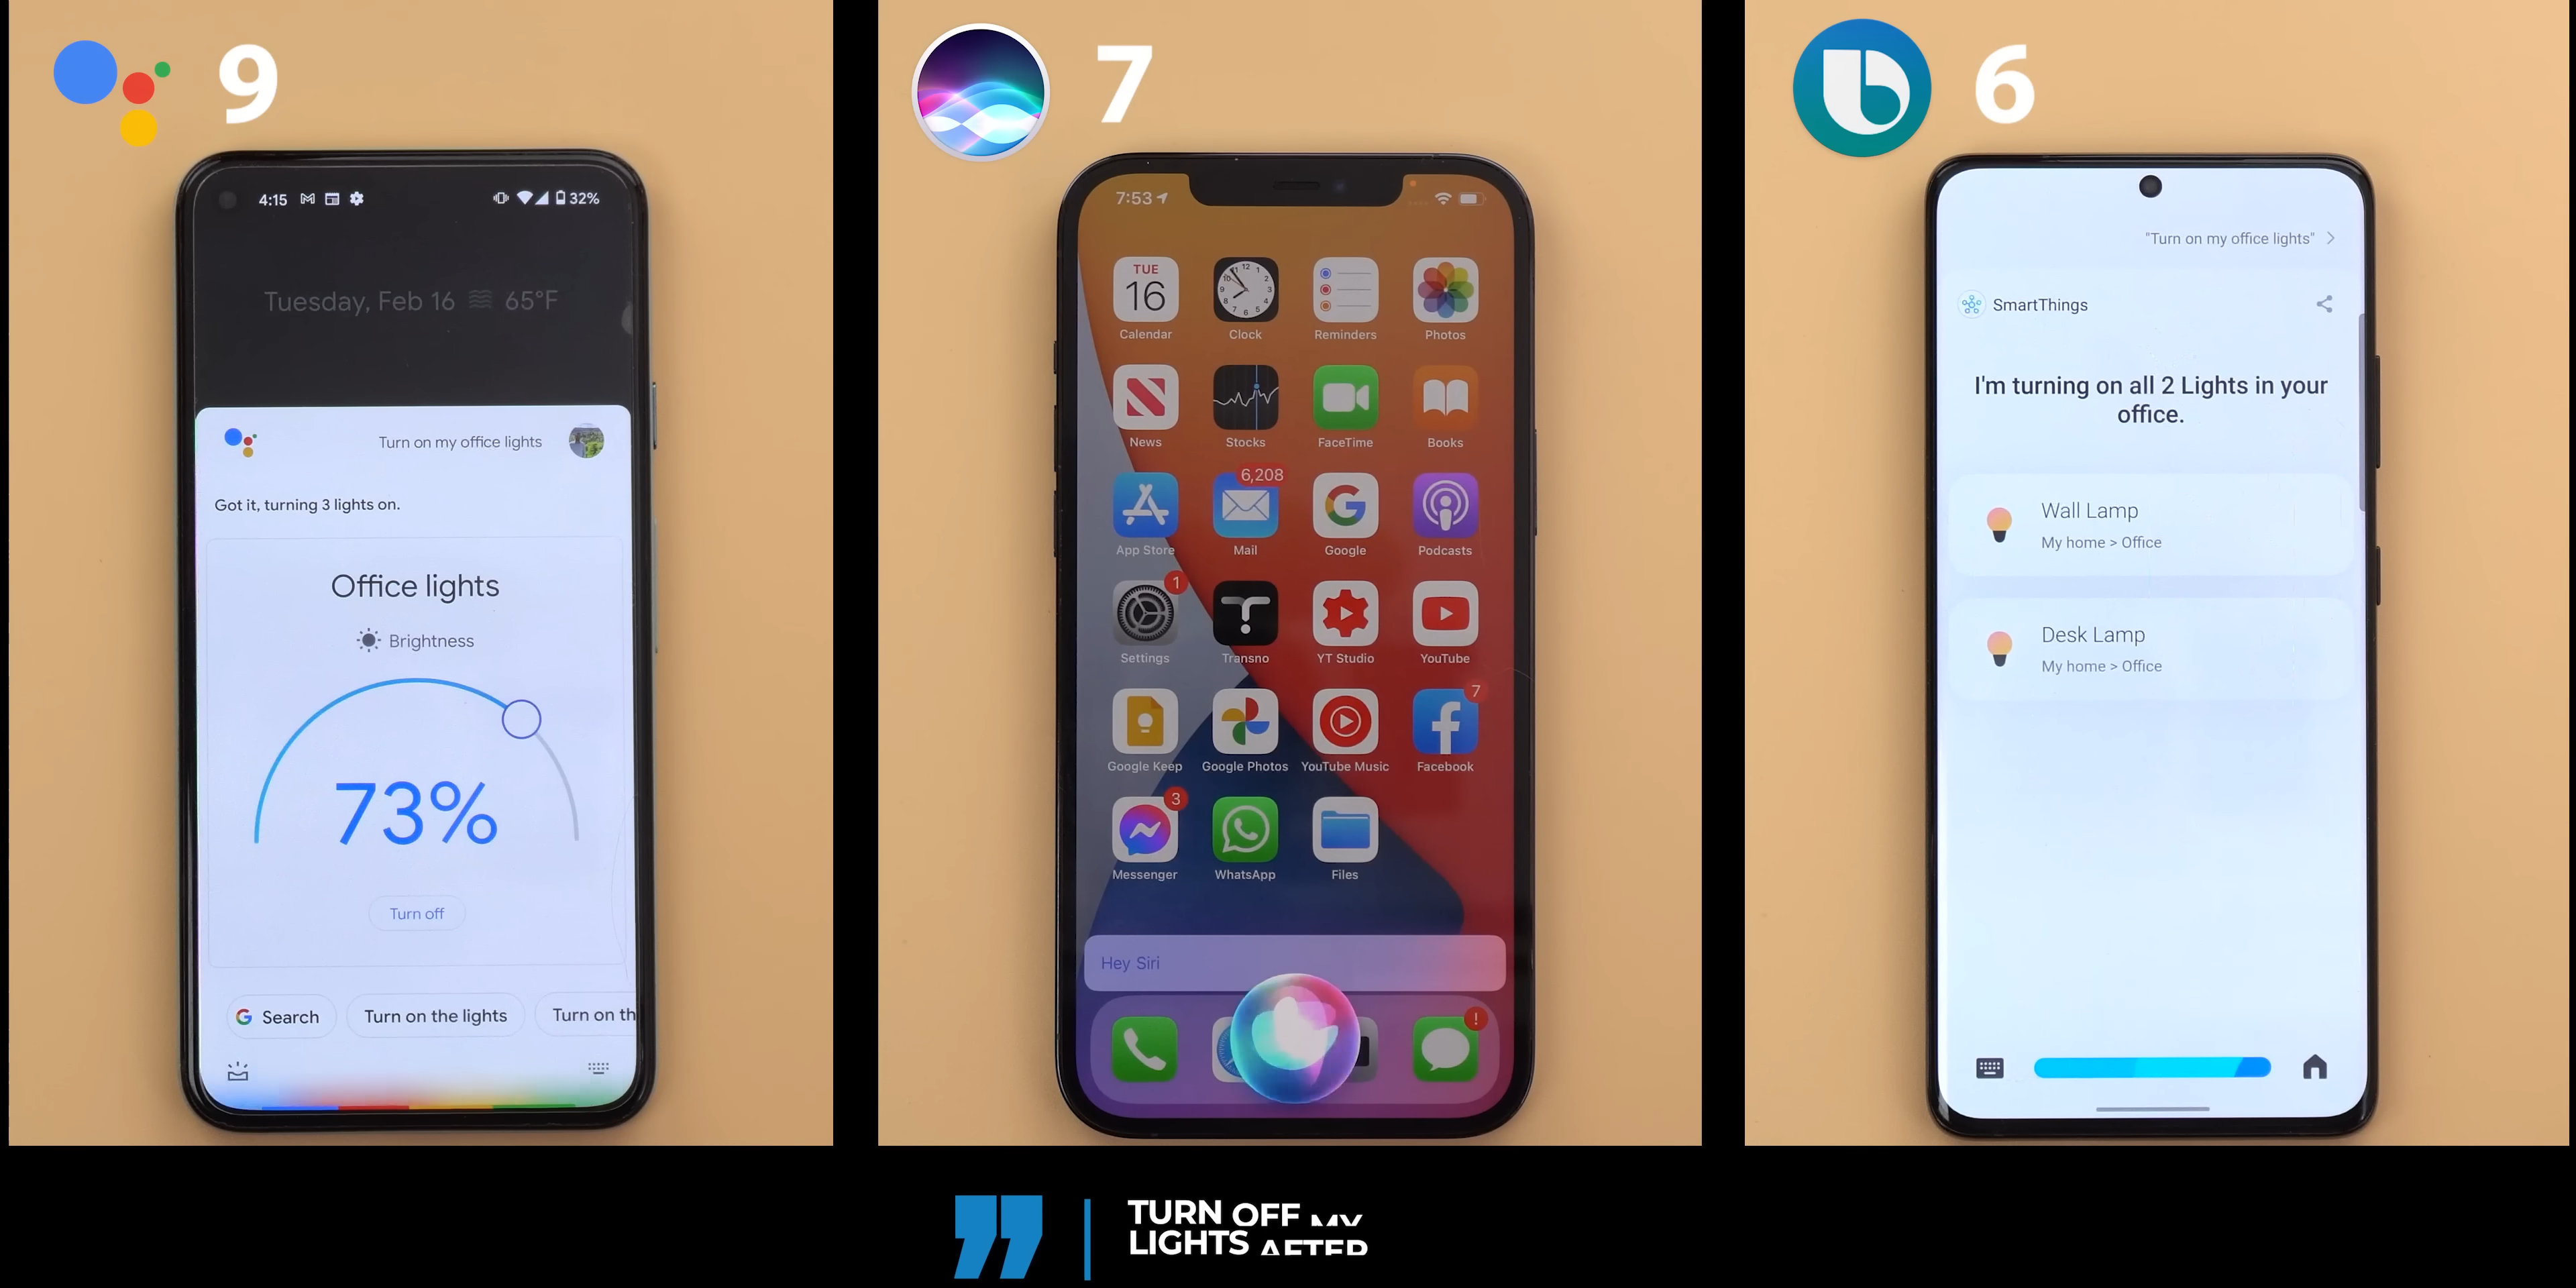 9
4:15
32%
Tuesday, Feb 16
65°F
Turn on my office lights
Got it, turning 3 lights on.
Office lights
Brightness
73%
Turn off
Search
Turn on the lights
Turn on th
7
7:53
TUE
16
Calendar
Clock
Reminders
Photos
News
Stocks
FaceTime
Books
6,208
App Store
Mail
Google
Podcasts
1
Settings
Transno
YT Studio
YouTube
7
Google Keep
Google Photos
YouTube Music
Facebook
3
Messenger
WhatsApp
Files
Hey Siri
!
6
"Turn on my office lights"
SmartThings
I'm turning on all 2 Lights in your
office.
Wall Lamp
My home > Office
Desk Lamp
My home > Office
TURN OFF MY
LIGHTS AFTER